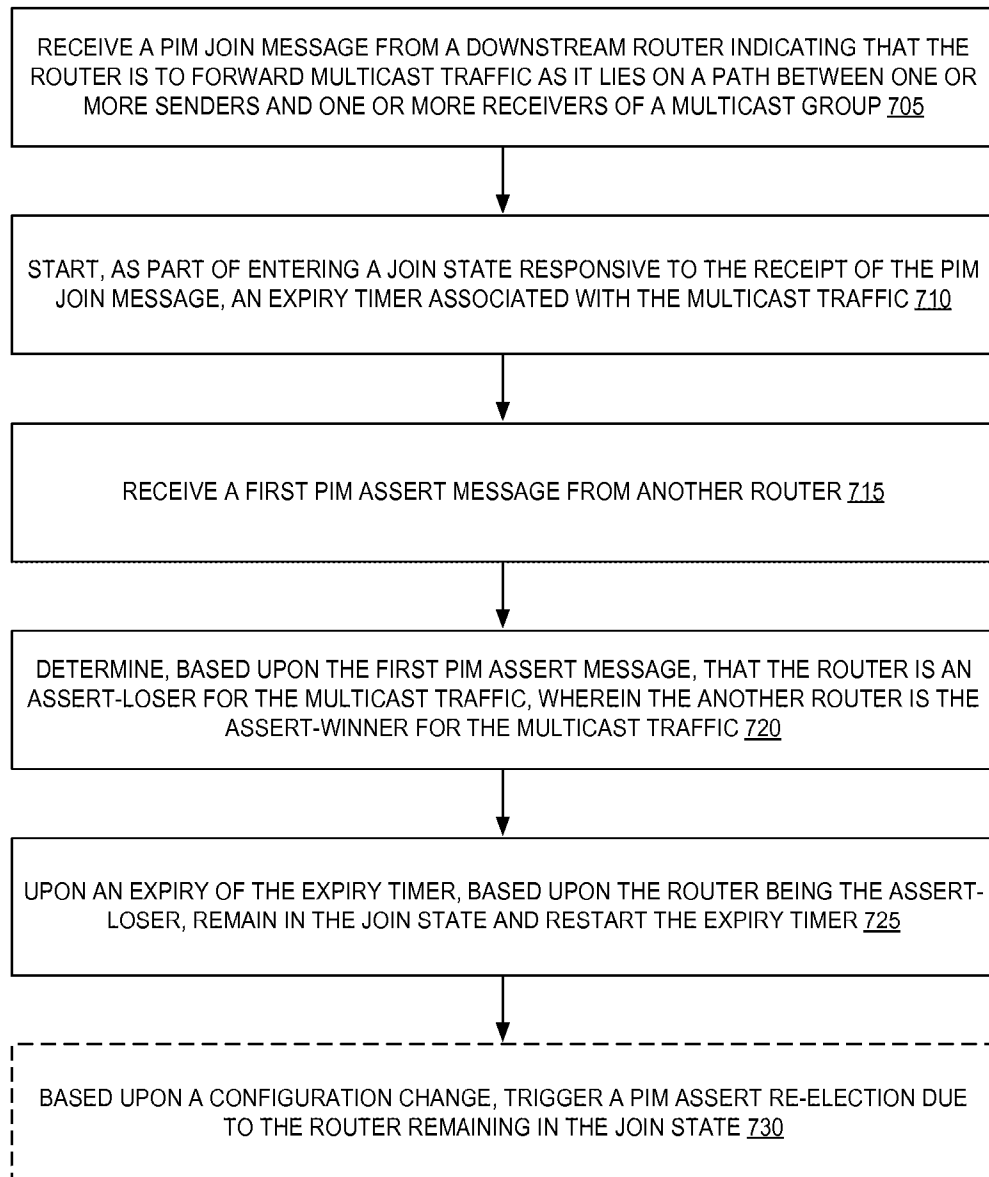 RECEIVE A PIM JOIN MESSAGE FROM A DOWNSTREAM ROUTER INDICATING THAT THE
ROUTER IS TO FORWARD MULTICAST TRAFFIC AS IT LIES ON A PATH BETWEEN ONE OR
MORE SENDERS AND ONE OR MORE RECEIVERS OF A MULTICAST GROUP 705
START, AS PART OF ENTERING A JOIN STATE RESPONSIVE TO THE RECEIPT OF THE PIM
JOIN MESSAGE, AN EXPIRY TIMER ASSOCIATED WITH THE MULTICAST TRAFFIC 710
RECEIVE A FIRST PIM ASSERT MESSAGE FROM ANOTHER ROUTER 715
DETERMINE, BASED UPON THE FIRST PIM ASSERT MESSAGE, THAT THE ROUTER IS AN
ASSERT-LOSER FOR THE MULTICAST TRAFFIC, WHEREIN THE ANOTHER ROUTER IS THE
ASSERT-WINNER FOR THE MULTICAST TRAFFIC 720
UPON AN EXPIRY OF THE EXPIRY TIMER, BASED UPON THE ROUTER BEING THE ASSERT-
LOSER, REMAIN IN THE JOIN STATE AND RESTART THE EXPIRY TIMER 725
BASED UPON A CONFIGURATION CHANGE, TRIGGER A PIM ASSERT RE-ELECTION DUE
TO THE ROUTER REMAINING IN THE JOIN STATE 730